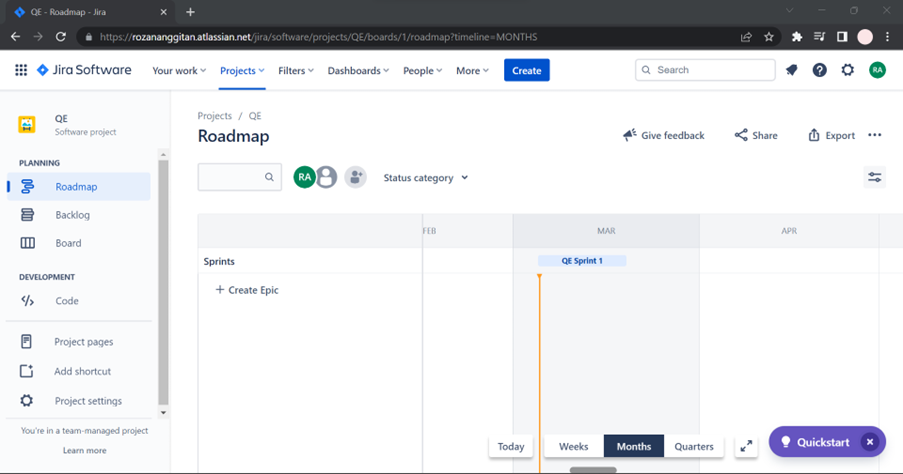 QE - Roadmap - Jira
https://rozananggitan.atlassian.net/jira/software/projects/QE/boards/1/roadmap?timeline=MONTHS
Jira Software Your work Projects Filters Dashboards People More Create Search RA
QE
Software project
PLANNING
Roadmap
Backlog
Board
DEVELOPMENT
Code
Project pages
Add shortcut
Project settings
You're in a team-managed project
Learn more
Projects / QE
Roadmap
Give feedback Share Export
RA Status category
FEB MAR APR
Sprints QE Sprint 1
+ Create Epic
Today Weeks Months Quarters
Quickstart